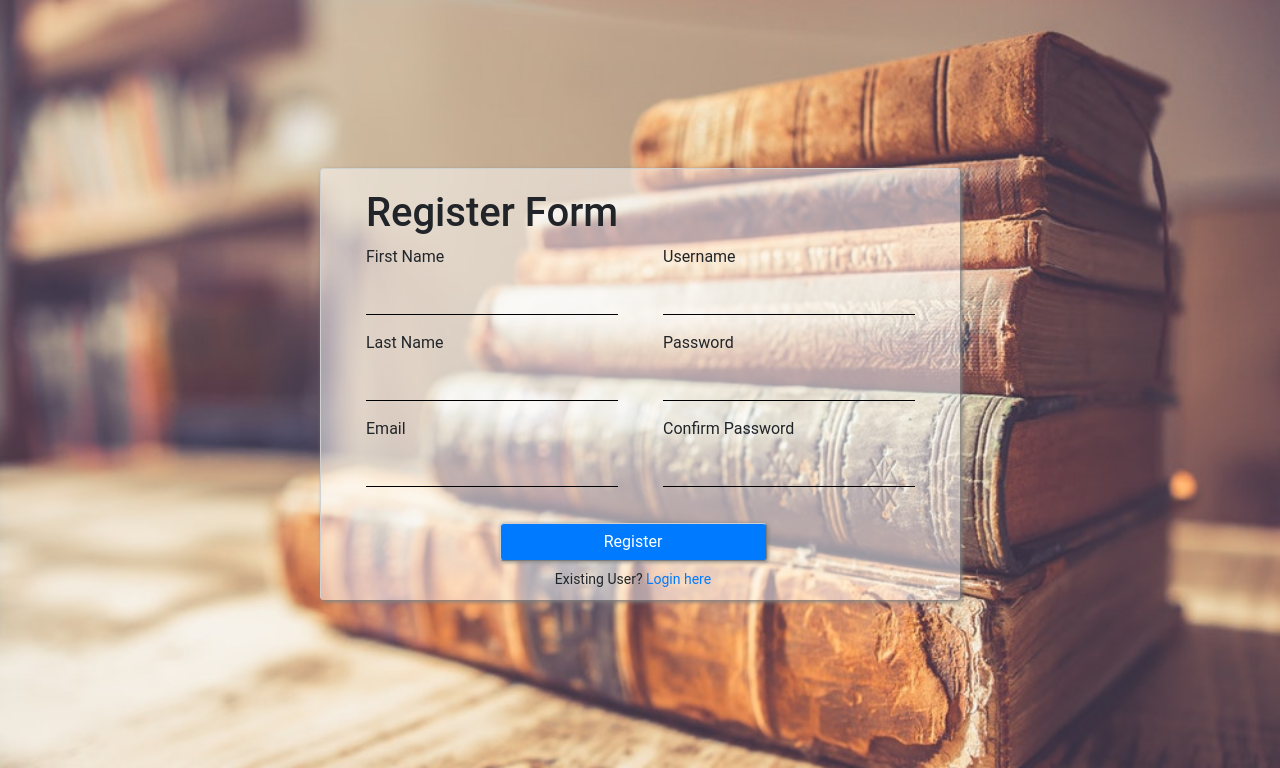 Register Form
First Name
Username
Last Name
Password
Email
Confirm Password
Register
Existing User? Login here